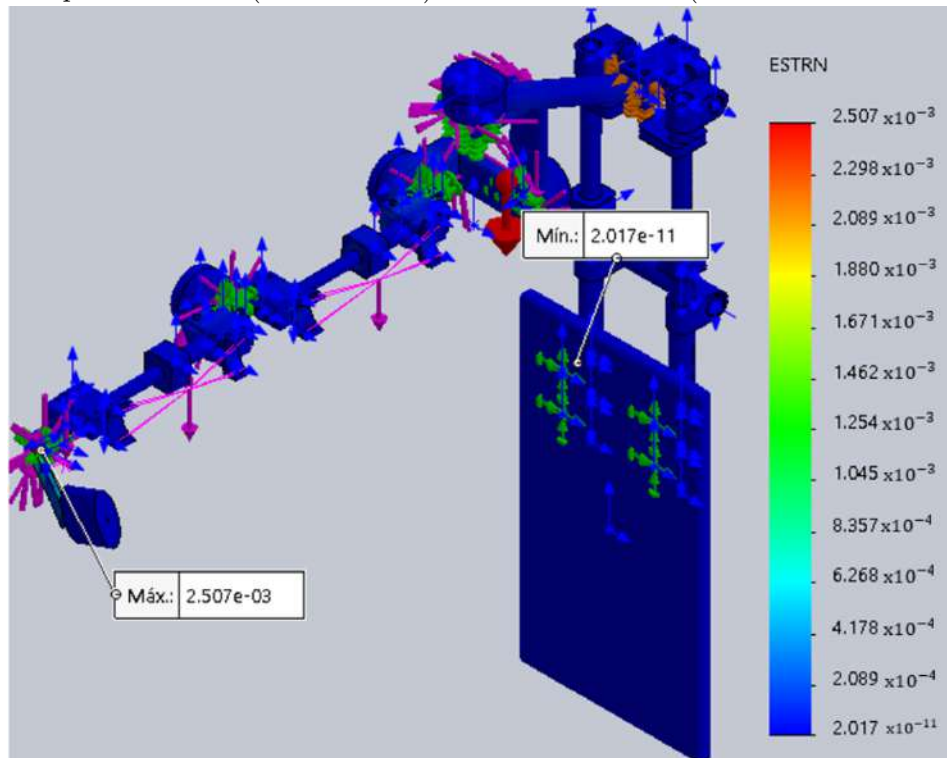 ESTRN
2.507 x10⁻³
2.298 x10⁻³
2.089 x10⁻³
1.880 x10⁻³
1.671 x10⁻³
1.462 x10⁻³
1.254 x10⁻³
1.045 x10⁻³
8.357 x10⁻⁴
6.268 x10⁻⁴
4.178 x10⁻⁴
2.089 x10⁻⁴
2.017 x10⁻¹¹
Mín.: 2.017e-11
Máx.: 2.507e-03